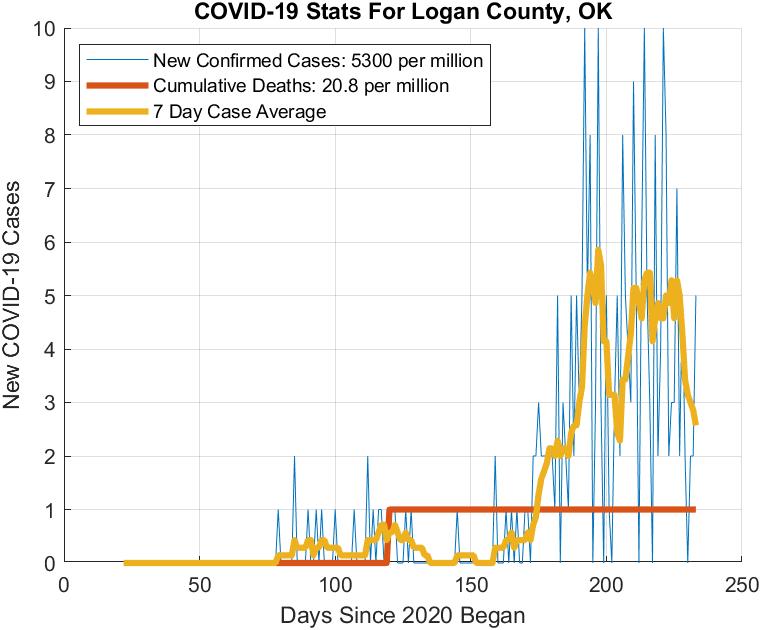 COVID-19 Stats For Logan County, OK
10
9
8
7
6
5
4
3
2
1
0
New COVID-19 Cases
New Confirmed Cases: 5300 per million
Cumulative Deaths: 20.8 per million
7 Day Case Average
0 50 100 150 200 250
Days Since 2020 Began